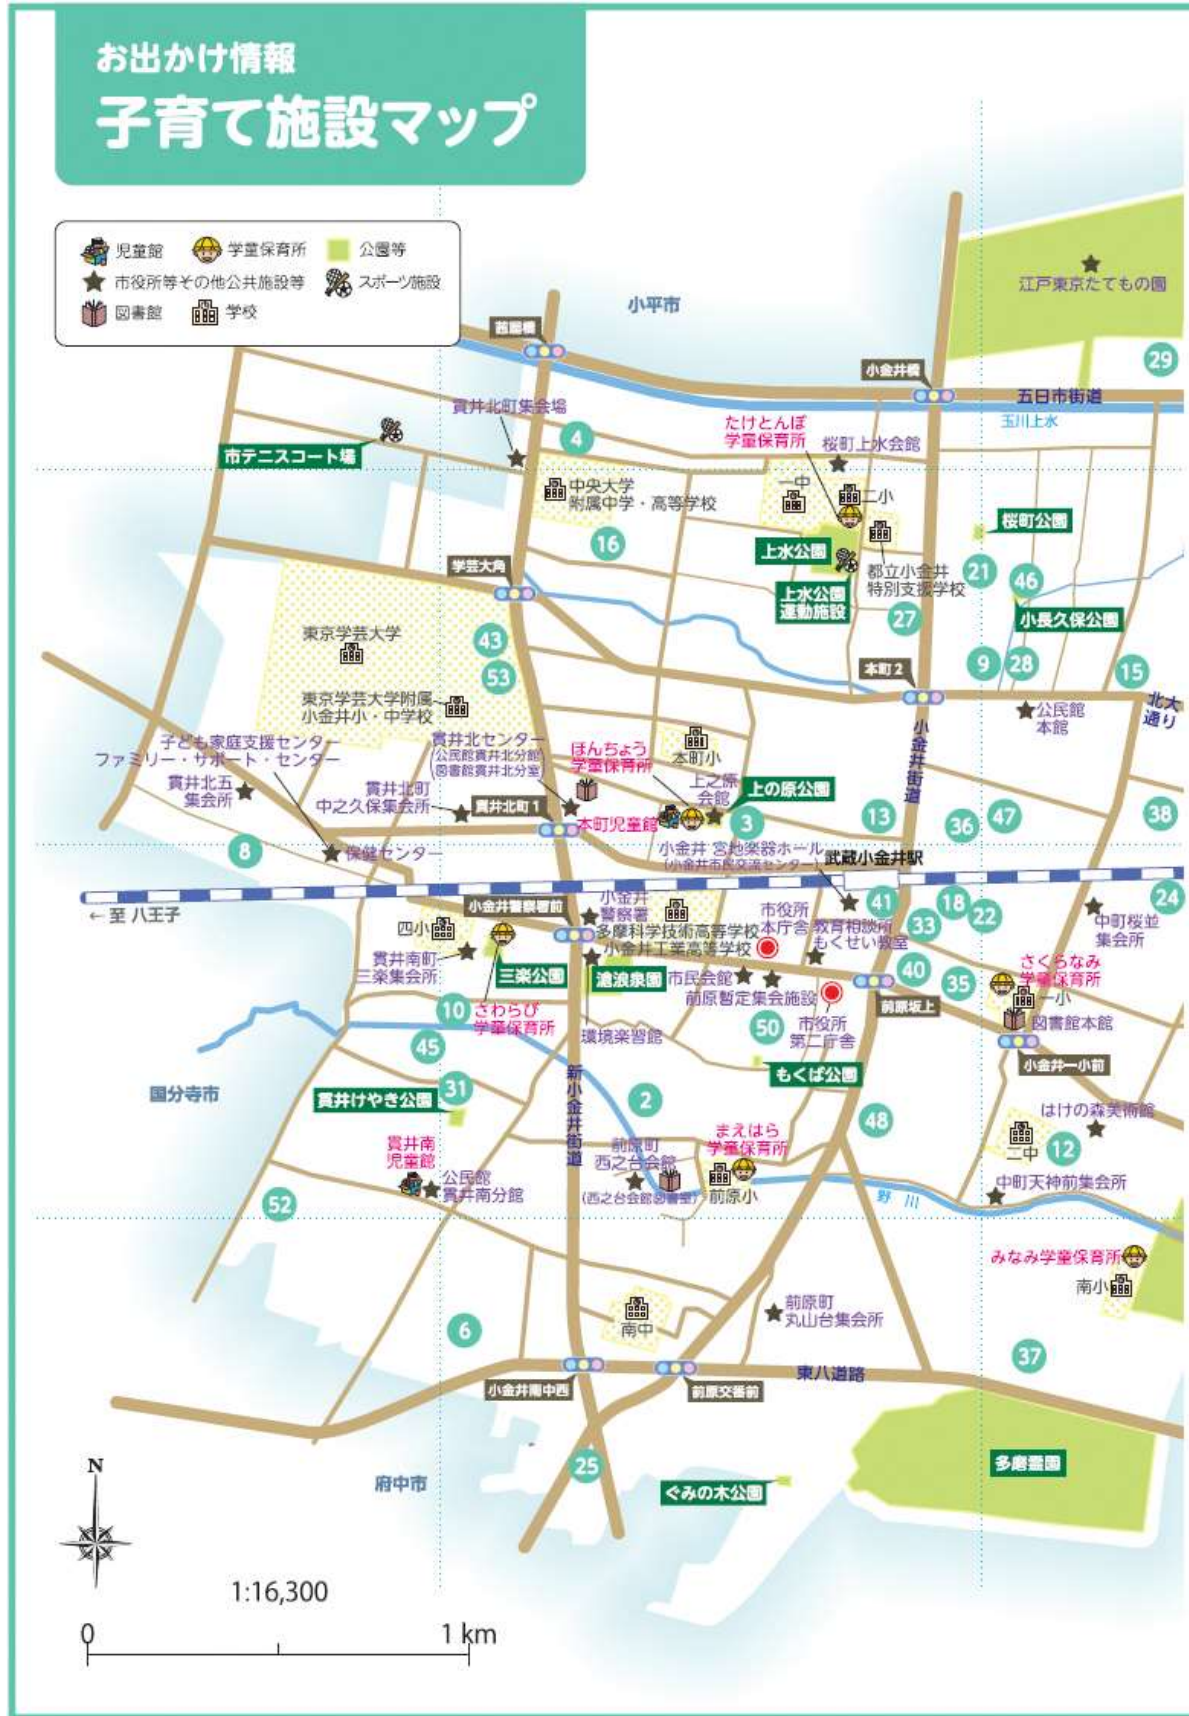 お出かけ情報
子育て施設マップ
児童館
学童保育所
公園等
市役所等その他公共施設等
スポーツ施設
図書館
学校
小平市
江戸東京たてもの園
茜屋橋
小金井橋
29
五日市街道
玉川上水
貫井北町集会場
たけとんぼ
学童保育所
桜町上水会館
4
市テニスコート場
中央大学
附属中学・高等学校
一中
二小
桜町公園
16
上水公園
学芸大角
都立小金井
特別支援学校
21
46
上水公園
運動施設
27
小長久保公園
東京学芸大学
43
53
本町2
9
28
15
北大
通り
公民館
本館
東京学芸大学附属
小金井小・中学校
小金井街道
子ども家庭支援センター
ファミリー・サポート・センター
貫井北センター
(公民館貫井北分館)
(図書館貫井北分室)
ほんちょう
学童保育所
本町小
貫井北五
集会所
貫井北町
中之久保集会所
貫井北町1
上之原
会館
上の原公園
本町児童館
3
13
36
47
38
8
保健センター
小金井 宮地楽器ホール
(小金井市民交流センター)
武蔵小金井駅
← 至 八王子
小金井警察署前
小金井
警察署
41
18
22
24
33
中町桜並
集会所
四小
多摩科学技術高等学校
小金井工業高等学校
市役所
本庁舎
教育相談所
もくせい教室
貫井南町
三楽集会所
三楽公園
滄浪泉園
市民会館
前原暫定集会施設
40
35
さくらなみ
学童保育所
一小
前原坂上
10
さわらび
学童保育所
環境楽習館
50
市役所
第二庁舎
図書館本館
45
小金井一小前
国分寺市
31
貫井けやき公園
新小金井街道
2
もくば公園
48
はけの森美術館
貫井南
児童館
公民館
貫井南分館
前原町
西之台会館
(西之台会館図書室)
まえはら
学童保育所
前原小
二中
12
中町天神前集会所
52
野川
みなみ学童保育所
南小
6
南中
前原町
丸山台集会所
37
小金井南中西
前原交番前
東八道路
25
府中市
ぐみの木公園
多磨霊園
N
1:16,300
0
1 km